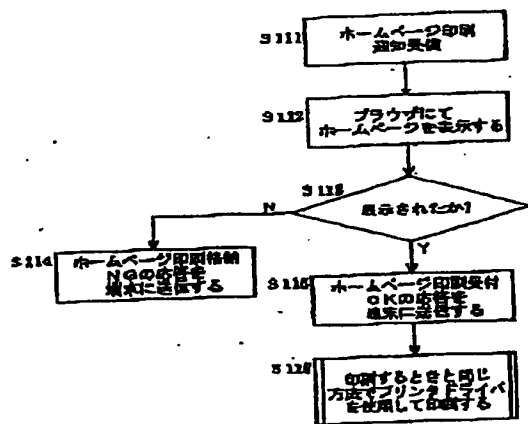 S111
ホームページ印刷
通知受信
S112
ブラウザにて
ホームページを表示する
S113
表示されたか?
N
Y
S114
ホームページ印刷
NGの応答を
端末に送信する
S115
ホームページ印刷受付
OKの応答を
端末に送信する
印刷するときと同じ
方法でプリンタドライバ
を使用して印刷する